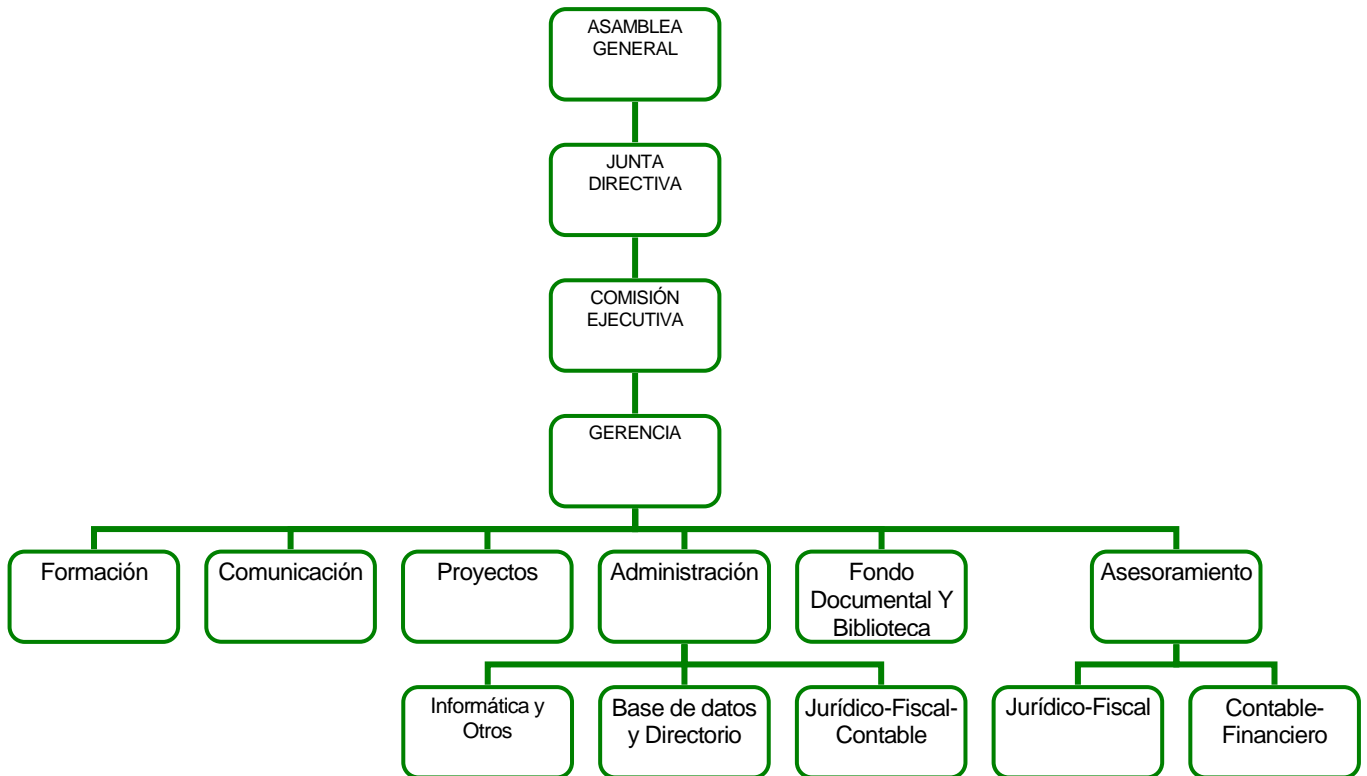 ASAMBLEA
GENERAL
JUNTA
DIRECTIVA
COMISIÓN
EJECUTIVA
GERENCIA
Formación
Comunicación
Proyectos
Administración
Fondo
Documental Y
Biblioteca
Asesoramiento
Informática y
Otros
Base de datos
y Directorio
Jurídico-Fiscal-
Contable
Jurídico-Fiscal
Contable-
Financiero